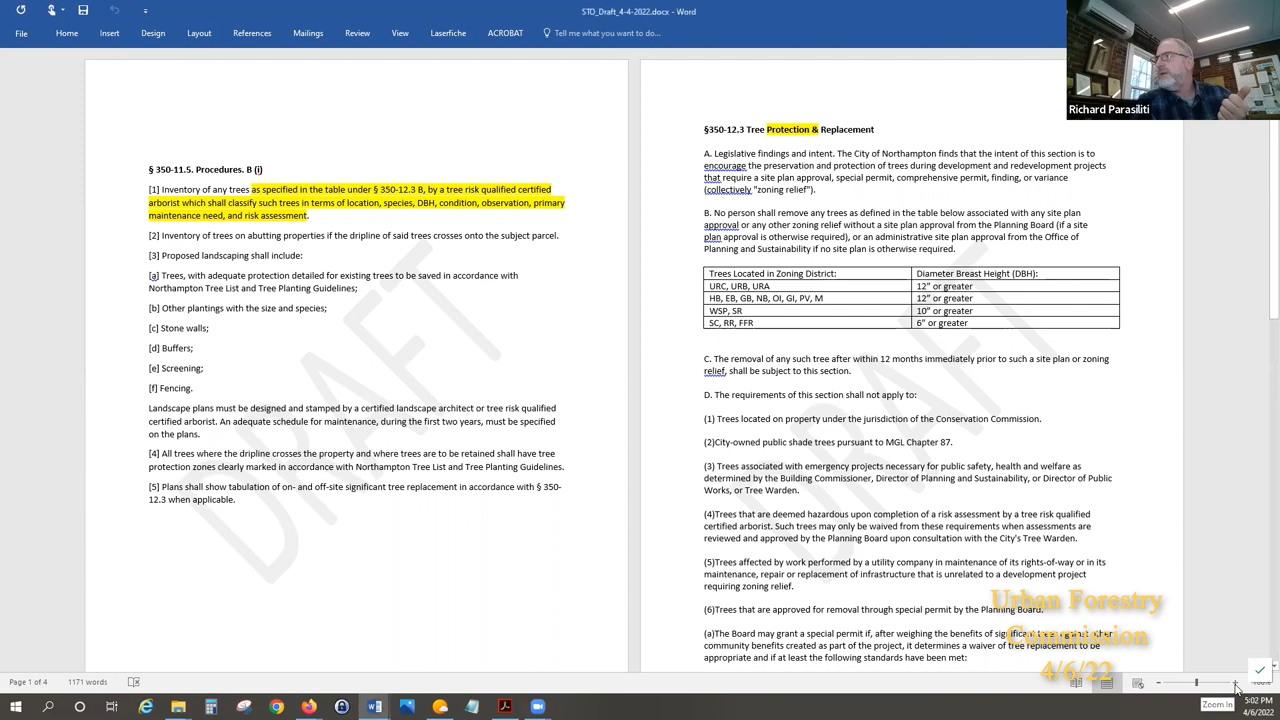 STO_Draft_4-4-2022.docx - Word
File Home Insert Design Layout References Mailings Review View Laserfiche ACROBAT Tell me what you want to do...
Richard Parasiliti
§ 350-11.5. Procedures. B (i)
[1] Inventory of any trees as specified in the table under § 350-12.3 B, by a tree risk qualified certified
arborist which shall classify such trees in terms of location, species, DBH, condition, observation, primary
maintenance need, and risk assessment.
[2] Inventory of trees on abutting properties if the dripline of said trees crosses onto the subject parcel.
[3] Proposed landscaping shall include:
[a] Trees, with adequate protection detailed for existing trees to be saved in accordance with
Northampton Tree List and Tree Planting Guidelines;
[b] Other plantings with the size and species;
[c] Stone walls;
[d] Buffers;
[e] Screening;
[f] Fencing.
Landscape plans must be designed and stamped by a certified landscape architect or tree risk qualified
certified arborist. An adequate schedule for maintenance, during the first two years, must be specified
on the plans.
[4] All trees where the dripline crosses the property and where trees are to be retained shall have tree
protection zones clearly marked in accordance with Northampton Tree List and Tree Planting Guidelines.
[5] Plans shall show tabulation of on- and off-site significant tree replacement in accordance with § 350-
12.3 when applicable.
DRAFT
§350-12.3 Tree Protection & Replacement
A. Legislative findings and intent. The City of Northampton finds that the intent of this section is to
encourage the preservation and protection of trees during development and redevelopment projects
that require a site plan approval, special permit, comprehensive permit, finding, or variance
(collectively "zoning relief").
B. No person shall remove any trees as defined in the table below associated with any site plan
approval or any other zoning relief without a site plan approval from the Planning Board (if a site
plan approval is otherwise required), or an administrative site plan approval from the Office of
Planning and Sustainability if no site plan is otherwise required.
Trees Located in Zoning District: Diameter Breast Height (DBH):
URC, URB, URA 12" or greater
HB, EB, GB, NB, OI, GI, PV, M 12" or greater
WSP, SR 10" or greater
SC, RR, FFR 6" or greater
C. The removal of any such tree after within 12 months immediately prior to such a site plan or zoning
relief, shall be subject to this section.
D. The requirements of this section shall not apply to:
(1) Trees located on property under the jurisdiction of the Conservation Commission.
(2)City-owned public shade trees pursuant to MGL Chapter 87.
(3) Trees associated with emergency projects necessary for public safety, health and welfare as
determined by the Building Commissioner, Director of Planning and Sustainability, or Director of Public
Works, or Tree Warden.
(4)Trees that are deemed hazardous upon completion of a risk assessment by a tree risk qualified
certified arborist. Such trees may only be waived from these requirements when assessments are
reviewed and approved by the Planning Board upon consultation with the City's Tree Warden.
(5)Trees affected by work performed by a utility company in maintenance of its rights-of-way or in its
maintenance, repair or replacement of infrastructure that is unrelated to a development project
requiring zoning relief.
(6)Trees that are approved for removal through special permit by the Planning Board.
(a)The Board may grant a special permit if, after weighing the benefits of significant trees against other
community benefits created as part of the project, it determines a waiver of tree replacement to be
appropriate and if at least the following standards have been met:
DRAFT
Urban Forestry
Commission
4/6/22
Page 1 of 4 1171 words
Zoom In
5:02 PM
4/6/2022